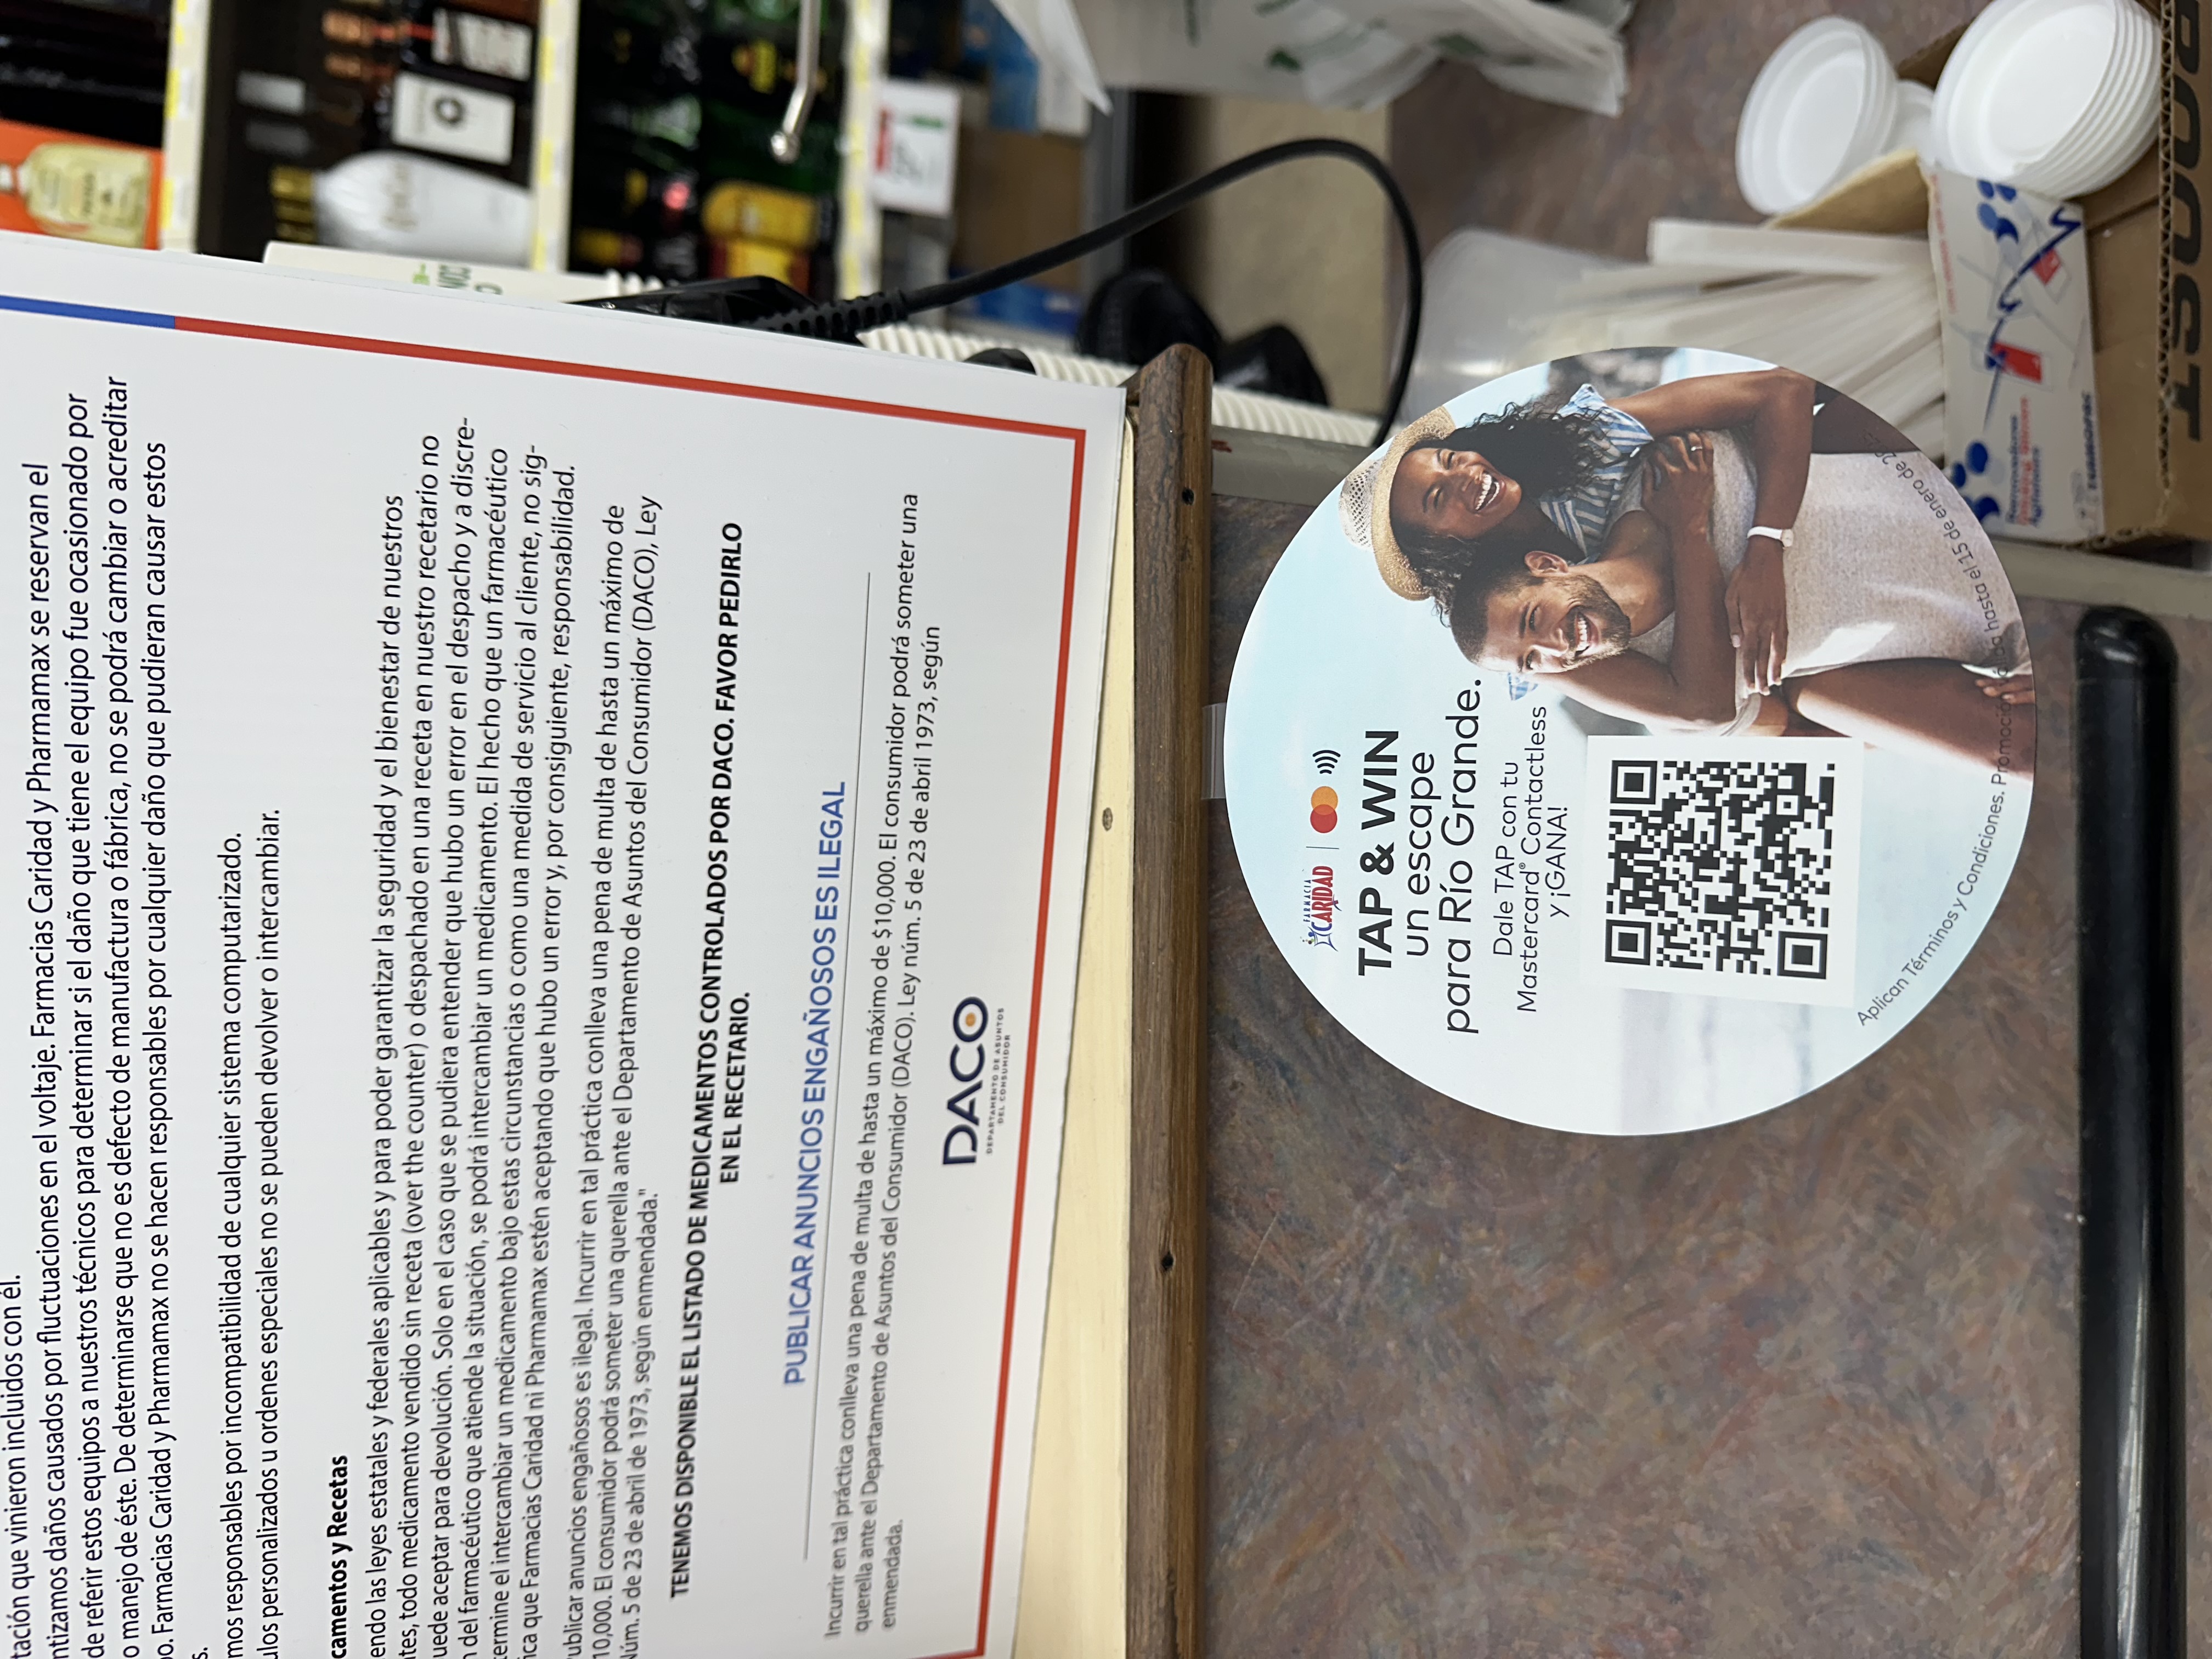 tación que vinieron incluidos con él.
ntizamos daños causados por fluctuaciones en el voltaje. Farmacias Caridad y Pharmamax se reservan el
de referir estos equipos a nuestros técnicos para determinar si el daño que tiene el equipo fue ocasionado por
o manejo de éste. De determinarse que no es defecto de manufactura o fábrica, no se podrá cambiar o acreditar
o. Farmacias Caridad y Pharmamax no se hacen responsables por cualquier daño que pudieran causar estos
s.
mos responsables por incompatibilidad de cualquier sistema computarizado.
ulos personalizados u ordenes especiales no se pueden devolver o intercambiar.
camentos y Recetas
endo las leyes estatales y federales aplicables y para poder garantizar la seguridad y el bienestar de nuestros
tes, todo medicamento vendido sin receta (over the counter) o despachado en una receta en nuestro recetario no
uede aceptar para devolución. Solo en el caso que se pudiera entender que hubo un error en el despacho y a discre-
n del farmacéutico que atiende la situación, se podrá intercambiar un medicamento. El hecho que un farmacéutico
ermine el intercambiar un medicamento bajo estas circunstancias o como una medida de servicio al cliente, no sig-
ica que Farmacias Caridad ni Pharmamax estén aceptando que hubo un error y, por consiguiente, responsabilidad.
ublicar anuncios engañosos es ilegal. Incurrir en tal práctica conlleva una pena de multa de hasta un máximo de
10,000. El consumidor podrá someter una querella ante el Departamento de Asuntos del Consumidor (DACO), Ley
Núm. 5 de 23 de abril de 1973, según enmendada."
TENEMOS DISPONIBLE EL LISTADO DE MEDICAMENTOS CONTROLADOS POR DACO. FAVOR PEDIRLO
EN EL RECETARIO.
PUBLICAR ANUNCIOS ENGAÑOSOS ES ILEGAL
Incurrir en tal práctica conlleva una pena de multa de hasta un máximo de $10,000. El consumidor podrá someter una
querella ante el Departamento de Asuntos del Consumidor (DACO). Ley núm. 5 de 23 de abril 1973, según
enmendada.
DACO
DEPARTAMENTO DE ASUNTOS
DEL CONSUMIDOR
FARMACIA
CARIDAD
TAP & WIN
un escape
para Río Grande.
Dale TAP con tu
Mastercard® Contactless
y ¡GANA!
Aplican Términos y Condiciones. Promoción hasta el 15 de enero de
BOOST